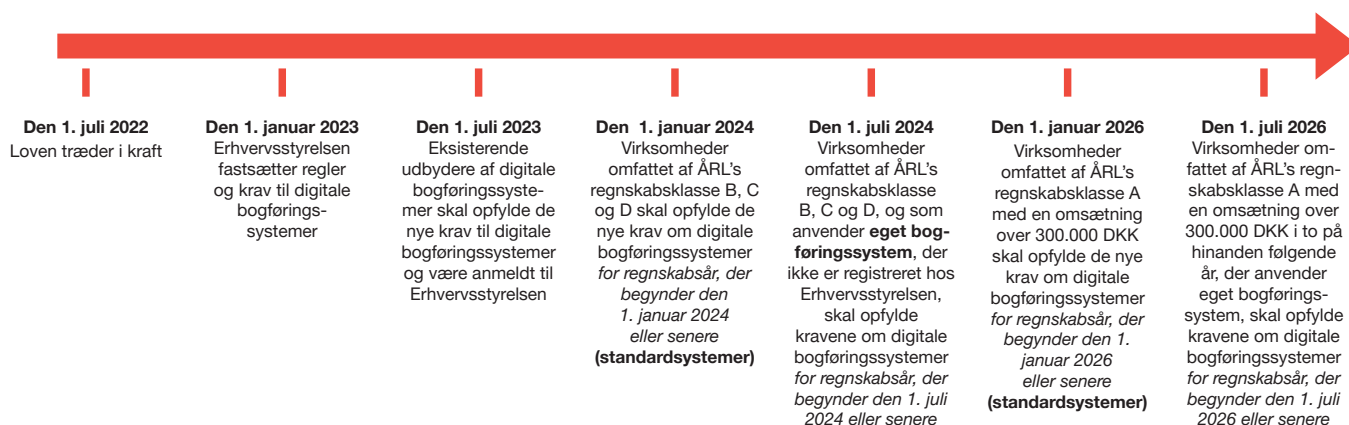 Den 1. juli 2022
Loven træder i kraft
Den 1. januar 2023
Erhvervsstyrelsen
fastsætter regler
og krav til digitale
bogførings-
systemer
Den 1. juli 2023
Eksisterende
udbydere af digitale
bogføringssyste-
mer skal opfylde de
nye krav til digitale
bogføringssystemer
og være anmeldt til
Erhvervsstyrelsen
Den 1. januar 2024
Virksomheder
omfattet af ÅRL's
regnskabsklasse B, C
og D skal opfylde de
nye krav om digitale
bogføringssystemer
for regnskabsår, der
begynder den
1. januar 2024
eller senere
(standardsystemer)
Den 1. juli 2024
Virksomheder
omfattet af ÅRL's
regnskabsklasse
B, C og D, og som
anvender eget bog-
føringssystem, der
ikke er registreret hos
Erhvervsstyrelsen,
skal opfylde
kravene om digitale
bogføringssystemer
for regnskabsår, der
begynder den 1. juli
2024 eller senere
Den 1. januar 2026
Virksomheder
omfattet af ÅRL's
regnskabsklasse A
med en omsætning
over 300.000 DKK
skal opfylde de nye
krav om digitale
bogføringssystemer
for regnskabsår, der
begynder den 1.
januar 2026
eller senere
(standardsystemer)
Den 1. juli 2026
Virksomheder om-
fattet af ÅRL's regn-
skabsklasse A med
en omsætning over
300.000 DKK i to på
hinanden følgende
år, der anvender
eget bogførings-
system, skal opfylde
kravene om digitale
bogføringssystemer
for regnskabsår, der
begynder den 1. juli
2026 eller senere